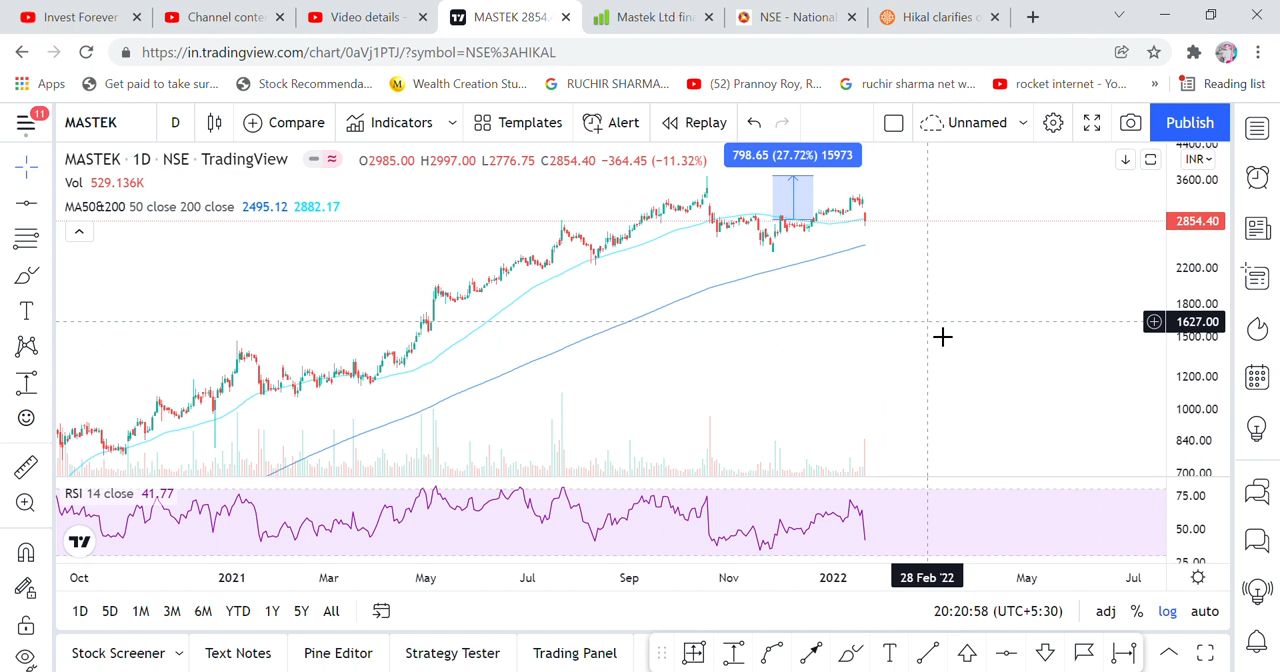 Invest Forever
Channel conte
Video details -
MASTEK 2854.
Mastek Ltd fin
NSE - National
Hikal clarifies o
https://in.tradingview.com/chart/0aVj1PTJ/?symbol=NSE%3AHIKAL
Apps
Get paid to take sur...
Stock Recommenda...
M
Wealth Creation Stu...
G
RUCHIR SHARMA...
(52) Prannoy Roy, R...
G
ruchir sharma net w...
rocket internet - Yo...
»
Reading list
11
MASTEK
D
Compare
Indicators
Templates
Alert
Replay
Unnamed
Publish
MASTEK · 1D · NSE · TradingView
O2985.00 H2997.00 L2776.75 C2854.40 −364.45 (−11.32%)
798.65 (27.72%) 15973
INR
Vol 529.136K
MA50&200 50 close 200 close 2495.12 2882.17
4400.00
3600.00
2854.40
2200.00
1800.00
1627.00
1500.00
1200.00
1000.00
840.00
700.00
RSI 14 close 41.77
75.00
50.00
25.00
Oct
2021
Mar
May
Jul
Sep
Nov
2022
28 Feb '22
May
Jul
1D
5D
1M
3M
6M
YTD
1Y
5Y
All
20:20:58 (UTC+5:30)
adj
%
log
auto
Stock Screener
Text Notes
Pine Editor
Strategy Tester
Trading Panel